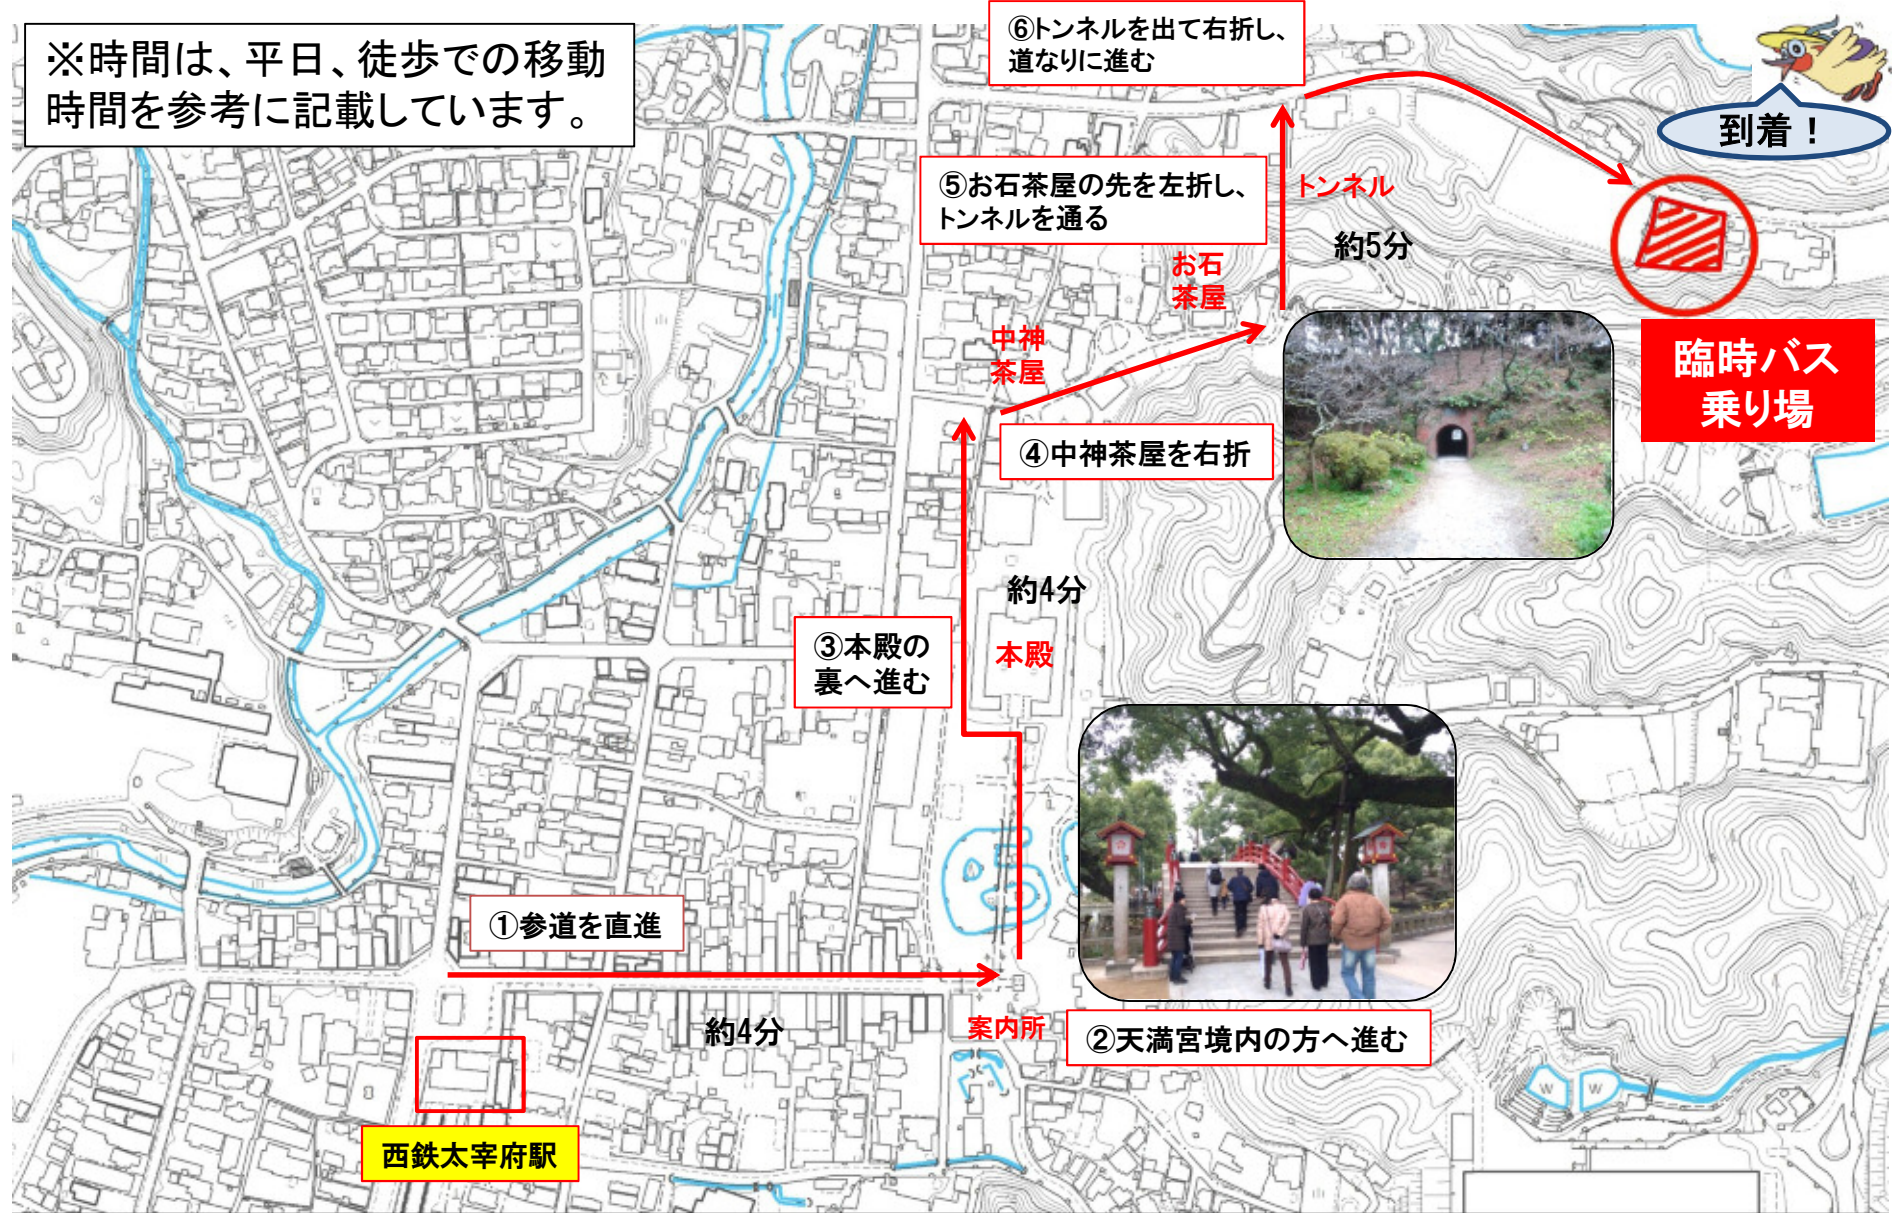 ※時間は、平日、徒歩での移動
時間を参考に記載しています。
⑥トンネルを出て右折し、
道なりに進む
到着！
⑤お石茶屋の先を左折し、
トンネルを通る
トンネル
約5分
お石
茶屋
中神
茶屋
臨時バス
乗り場
④中神茶屋を右折
約4分
③本殿の
裏へ進む
本殿
①参道を直進
約4分
案内所
②天満宮境内の方へ進む
西鉄太宰府駅
W
W